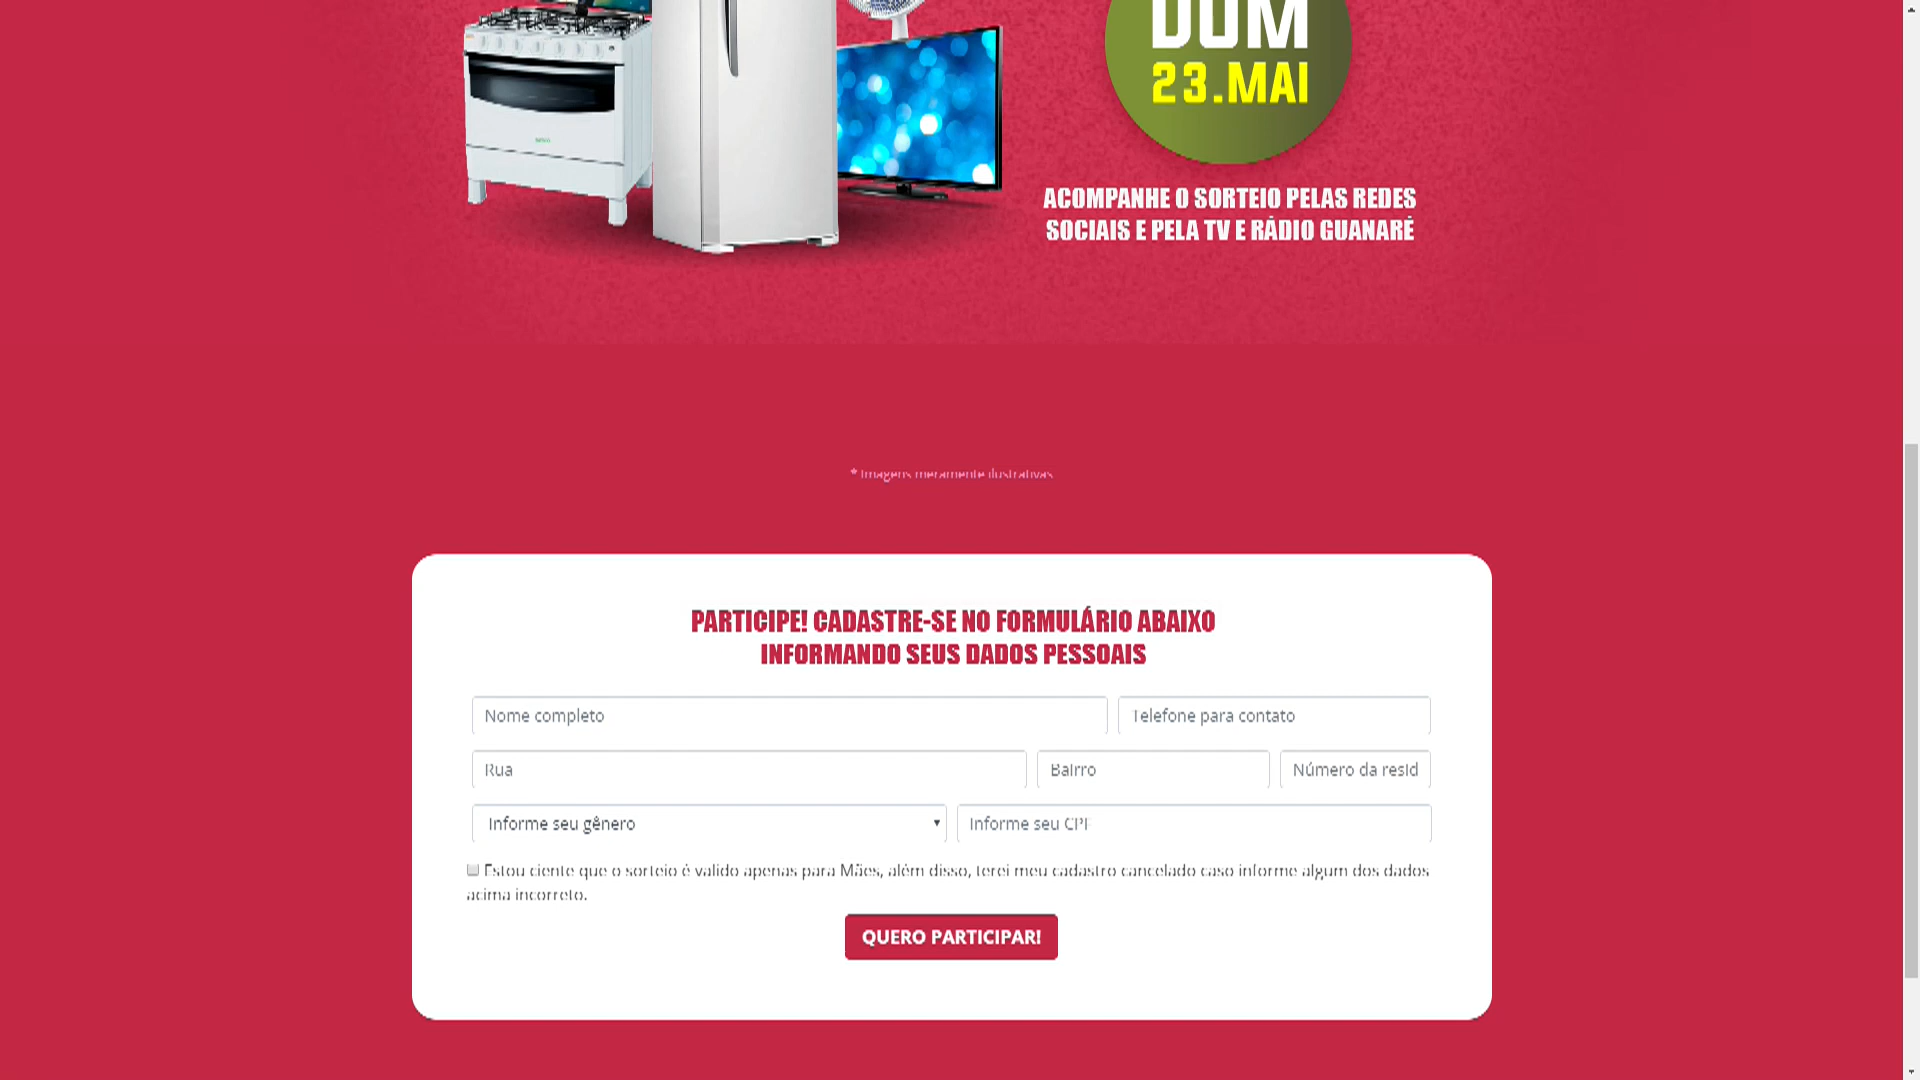 DOM
23.MAI
ACOMPANHE O SORTEIO PELAS REDES
SOCIAIS E PELA TV E RÁDIO GUANARÉ
* Imagens meramente ilustrativas
PARTICIPE! CADASTRE-SE NO FORMULÁRIO ABAIXO
INFORMANDO SEUS DADOS PESSOAIS
Nome completo
Telefone para contato
Rua
Bairro
Número da resid
Informe seu gênero
Informe seu CPF
Estou ciente que o sorteio é valido apenas para Mães, além disso, terei meu cadastro cancelado caso informe algum dos dados
acima incorreto.
QUERO PARTICIPAR!